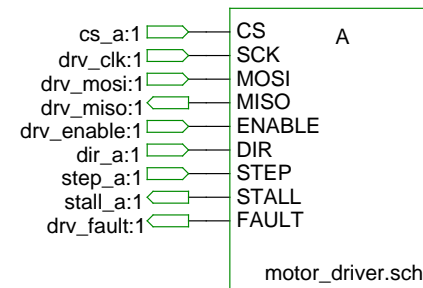 cs_a:1 CS A
drv_clk:1 SCK
drv_mosi:1 MOSI
drv_miso:1 MISO
drv_enable:1 ENABLE
dir_a:1 DIR
step_a:1 STEP
stall_a:1 STALL
drv_fault:1 FAULT
motor_driver.sch